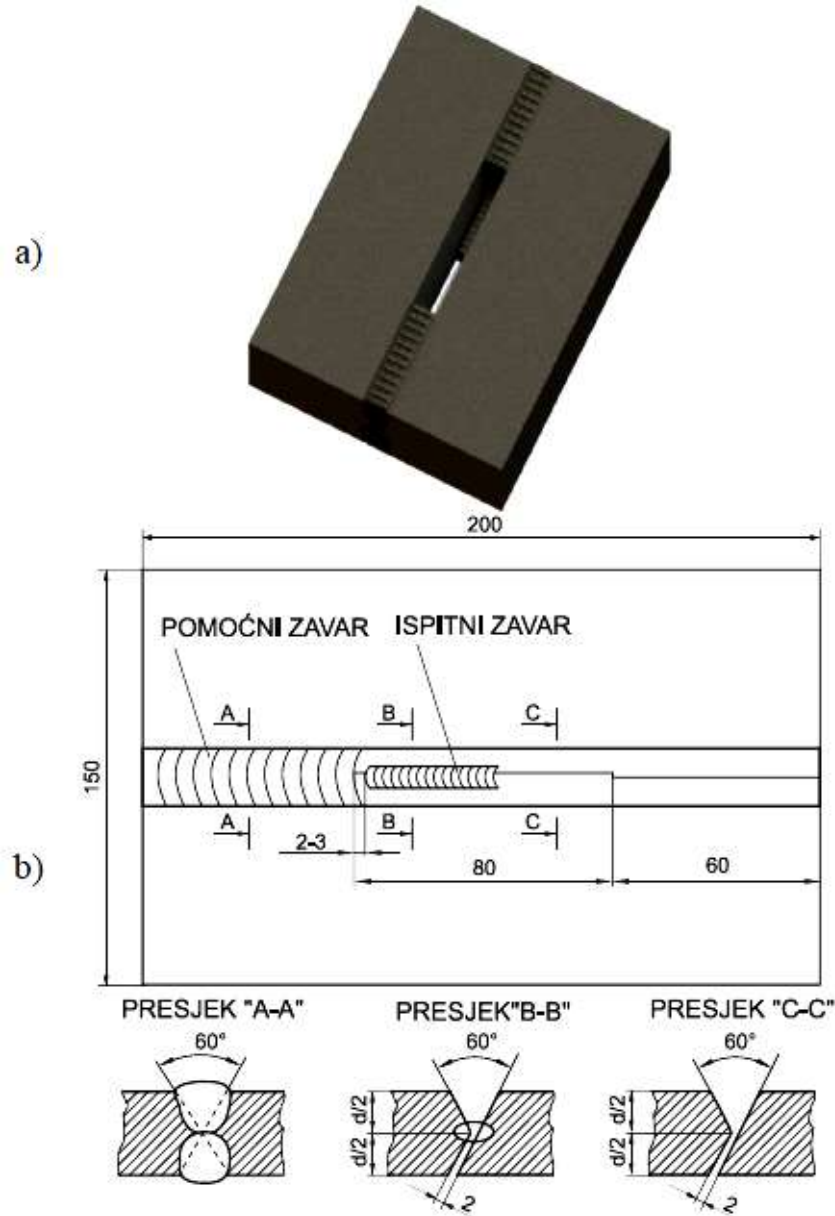 a)
200
POMOĆNI ZAVAR ISPITNI ZAVAR
A B C
150
A B C
2-3
80 60
b)
PRESJEK "A-A" PRESJEK"B-B" PRESJEK "C-C"
60° 60° 60°
d/2 d/2
d/2 d/2
2 2